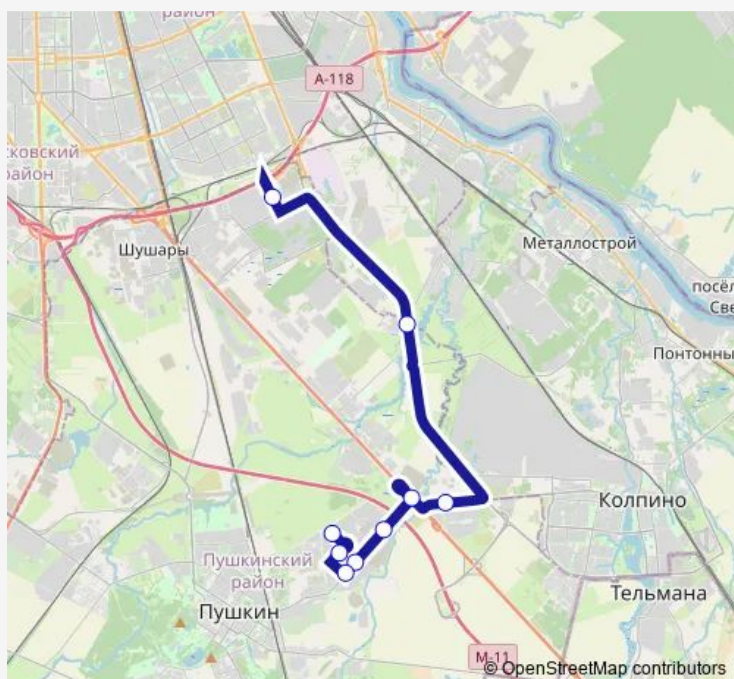 район
А-118
сковский
район
Шушары
Металлострой
посёл
Све
Понтонны
Колпино
Пушкинский
район
Пушкин
Тельмана
М-11
© OpenStreetMap contributors